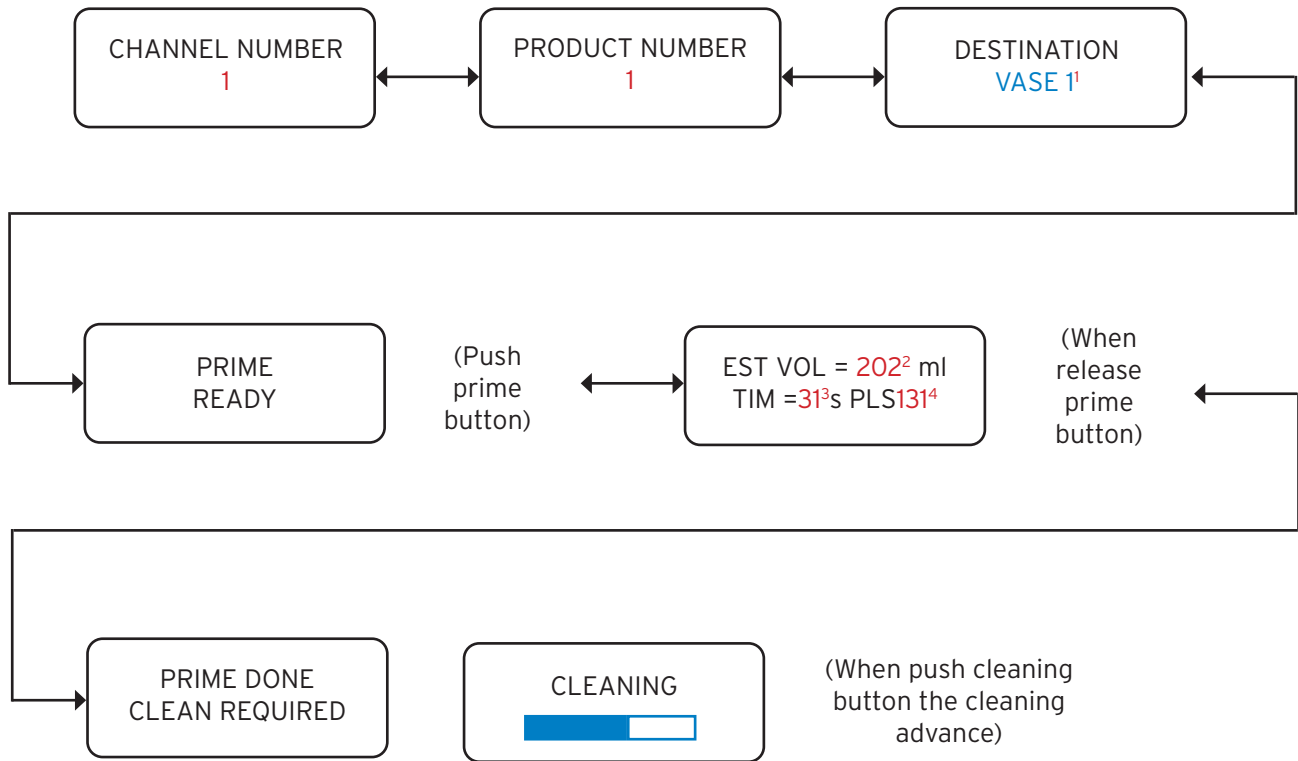 CHANNEL NUMBER
1
PRODUCT NUMBER
1
DESTINATION
VASE 1¹
PRIME
READY
(Push
prime
button)
EST VOL = 202² ml
TIM =31³s PLS131⁴
(When
release
prime
button)
PRIME DONE
CLEAN REQUIRED
CLEANING
(When push cleaning
button the cleaning
advance)